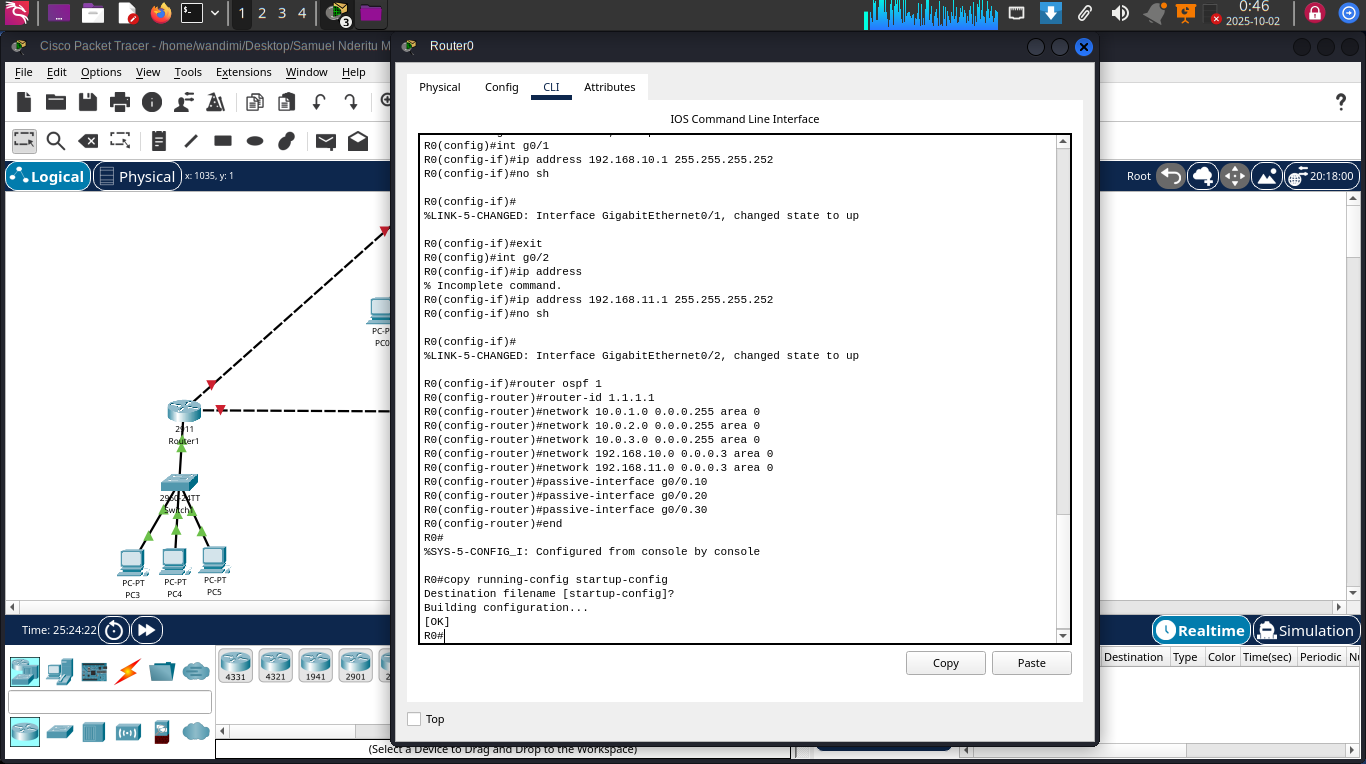 1 2 3 4
3
0:46
2025-10-02
Cisco Packet Tracer - /home/wandimi/Desktop/Samuel Nderitu M
Router0
File Edit Options View Tools Extensions Window Help
Physical Config CLI Attributes
?
IOS Command Line Interface
Logical Physical x: 1035, y: 1
Root 20:18:00
R0(config)#int g0/1
R0(config-if)#ip address 192.168.10.1 255.255.255.252
R0(config-if)#no sh
R0(config-if)#
%LINK-5-CHANGED: Interface GigabitEthernet0/1, changed state to up
R0(config-if)#exit
R0(config)#int g0/2
R0(config-if)#ip address
% Incomplete command.
R0(config-if)#ip address 192.168.11.1 255.255.255.252
R0(config-if)#no sh
R0(config-if)#
%LINK-5-CHANGED: Interface GigabitEthernet0/2, changed state to up
R0(config-if)#router ospf 1
R0(config-router)#router-id 1.1.1.1
R0(config-router)#network 10.0.1.0 0.0.0.255 area 0
R0(config-router)#network 10.0.2.0 0.0.0.255 area 0
R0(config-router)#network 10.0.3.0 0.0.0.255 area 0
R0(config-router)#network 192.168.10.0 0.0.0.3 area 0
R0(config-router)#network 192.168.11.0 0.0.0.3 area 0
R0(config-router)#passive-interface g0/0.10
R0(config-router)#passive-interface g0/0.20
R0(config-router)#passive-interface g0/0.30
R0(config-router)#end
R0#
%SYS-5-CONFIG_I: Configured from console by console
R0#copy running-config startup-config
Destination filename [startup-config]?
Building configuration...
[OK]
R0#
Copy Paste
Top
PC-P
PC0
2911
Router1
2950-24TT
Switch1
PC-PT
PC3
PC-PT
PC4
PC-PT
PC5
Time: 25:24:22
Realtime Simulation
4331 4321 1941 2901 2
Destination Type Color Time(sec) Periodic Nu
(Select a Device to Drag and Drop to the Workspace)